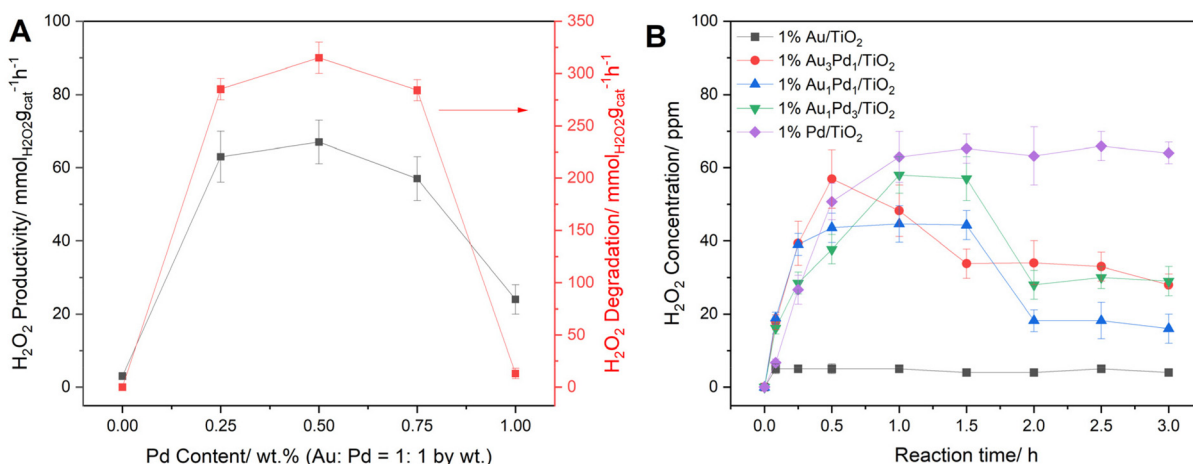 A
H₂O₂ Productivity/ mmol_H2O2 g_cat⁻¹h⁻¹
100
80
60
40
20
0
350
300
250
200
150
100
50
0
H₂O₂ Degradation/ mmol_H2O2 g_cat⁻¹h⁻¹
0.00 0.25 0.50 0.75 1.00
Pd Content/ wt.% (Au: Pd = 1: 1 by wt.)
B
H₂O₂ Concentration/ ppm
100
80
60
40
20
0
1% Au/TiO₂
1% Au₃Pd₁/TiO₂
1% Au₁Pd₁/TiO₂
1% Au₁Pd₃/TiO₂
1% Pd/TiO₂
0.0 0.5 1.0 1.5 2.0 2.5 3.0
Reaction time/ h